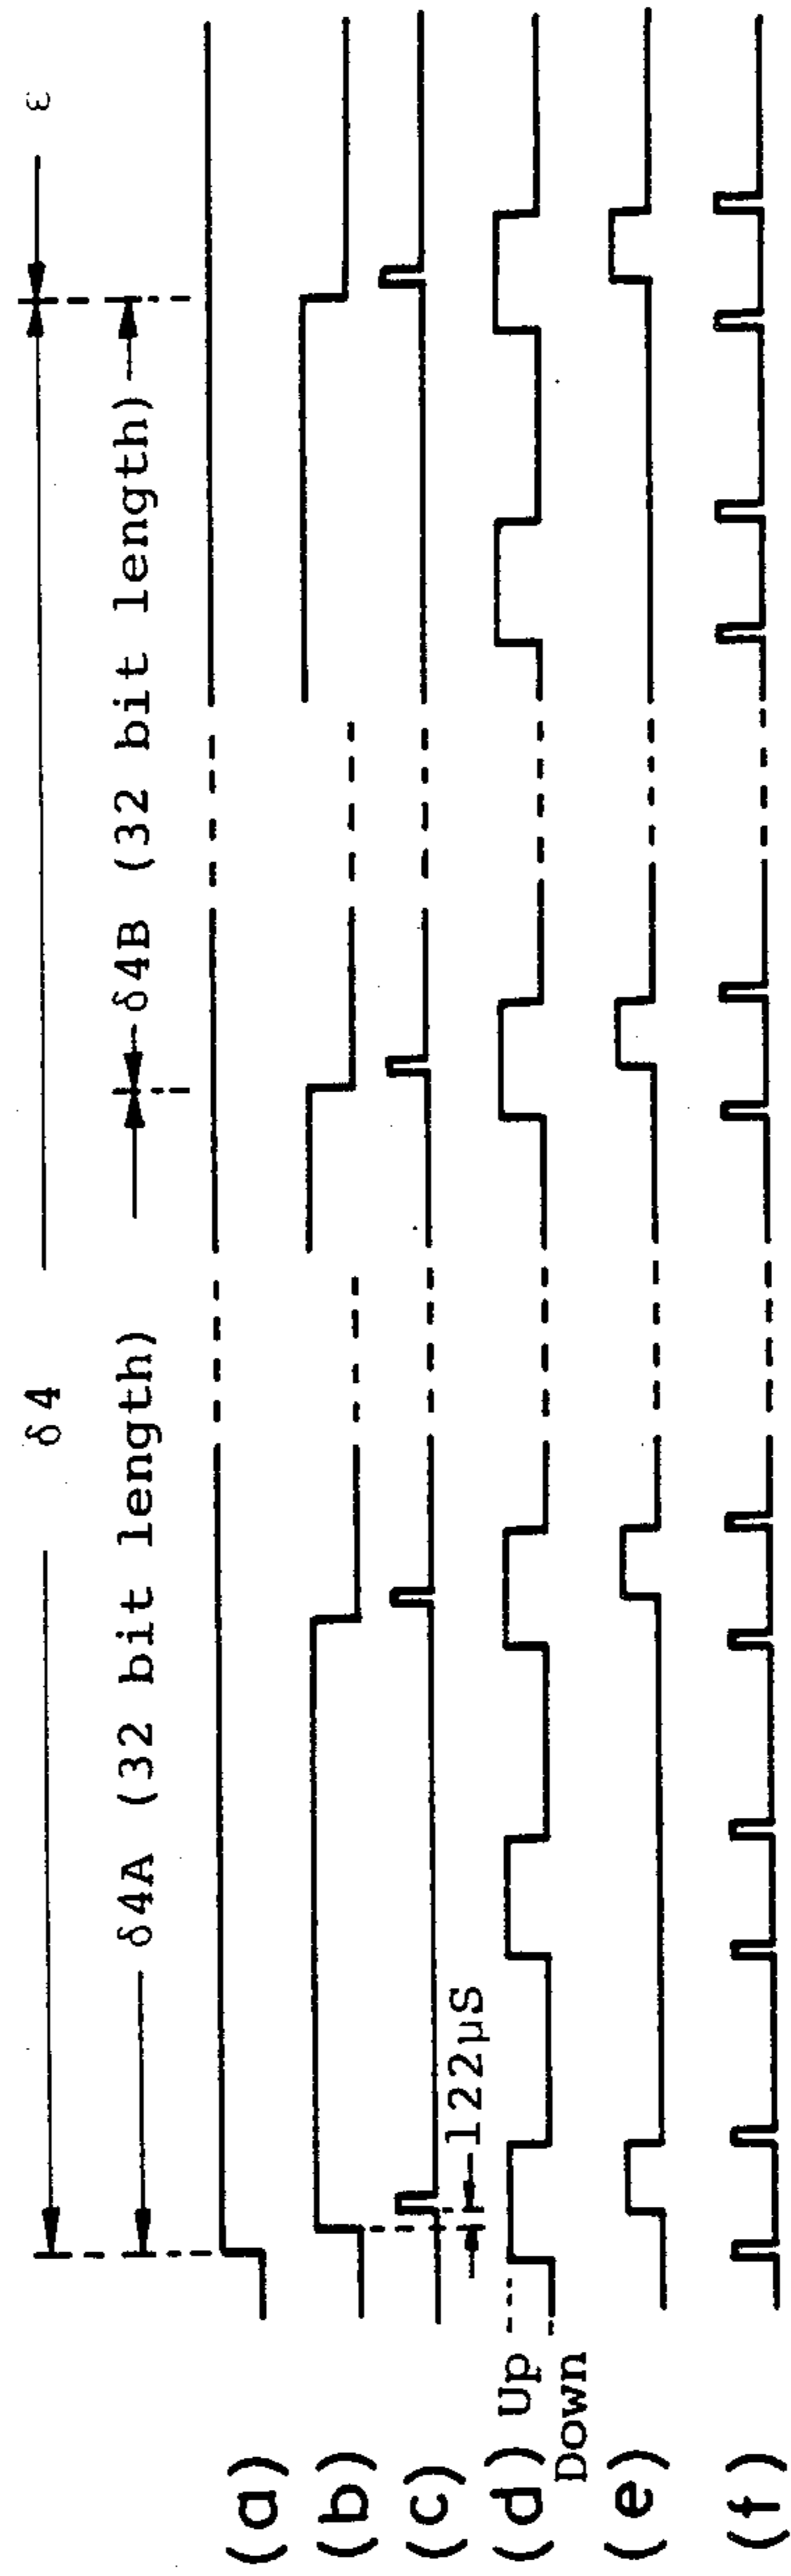 δ4 ε
δ4A (32 bit length) δ4B (32 bit length)
(a)
(b)
(c)
122μS
(d) Up
Down
(e)
(f)